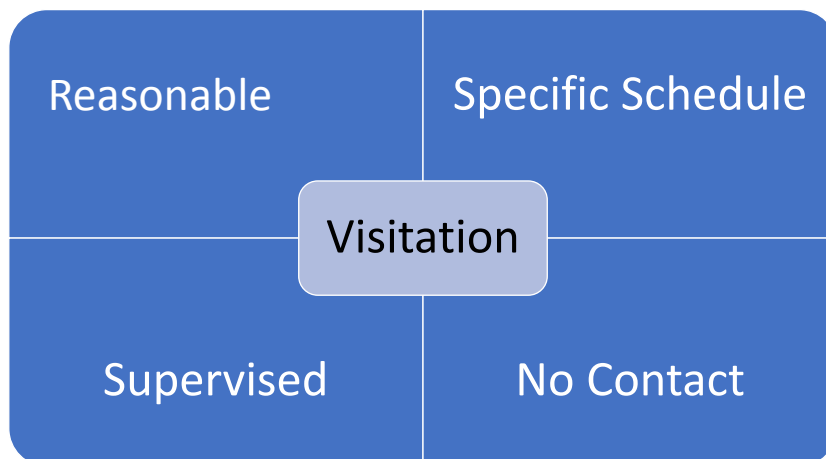 Reasonable
Specific Schedule
Visitation
Supervised
No Contact